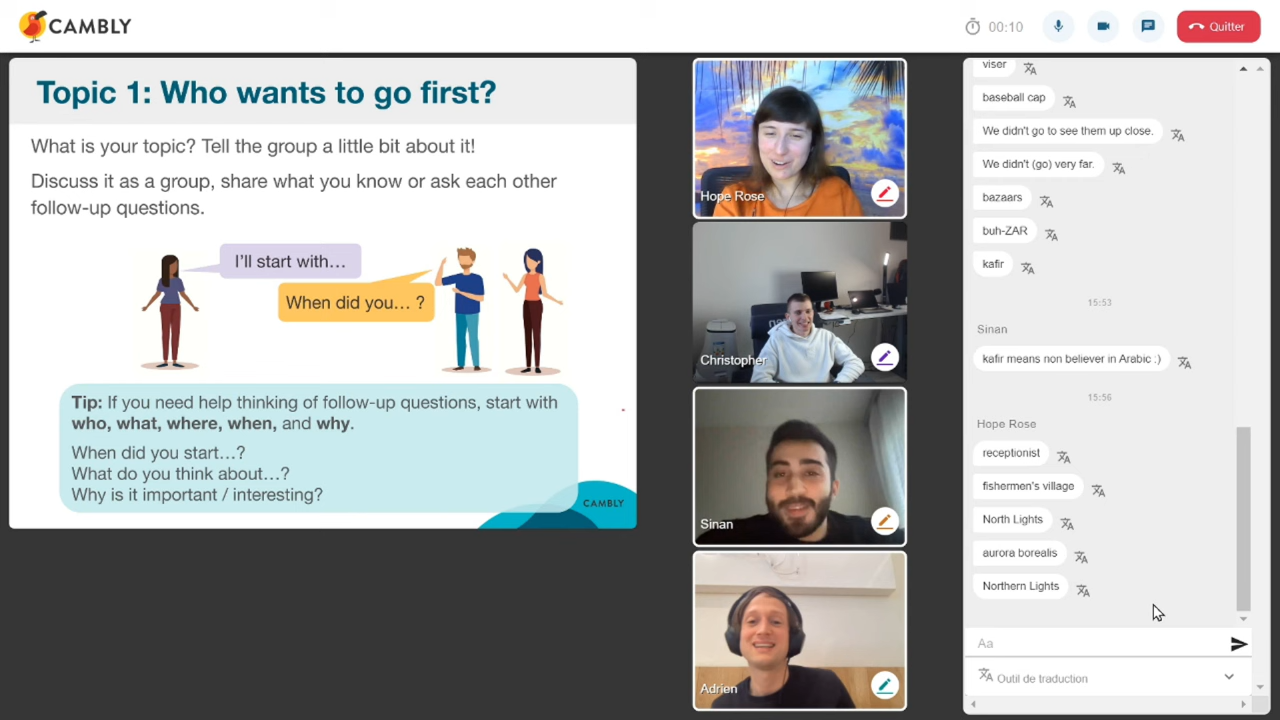 CAMBLY
00:10
Quitter
Topic 1: Who wants to go first?
What is your topic? Tell the group a little bit about it!
Discuss it as a group, share what you know or ask each other
follow-up questions.
I'll start with…
When did you… ?
Tip: If you need help thinking of follow-up questions, start with
who, what, where, when, and why.
When did you start…?
What do you think about…?
Why is it important / interesting?
CAMBLY
Hope Rose
Christopher
Sinan
Adrien
viser
baseball cap
We didn't go to see them up close.
We didn't (go) very far.
bazaars
buh-ZAR
kafir
15:53
Sinan
kafir means non believer in Arabic :)
15:56
Hope Rose
receptionist
fishermen's village
North Lights
aurora borealis
Northern Lights
Aa
Outil de traduction